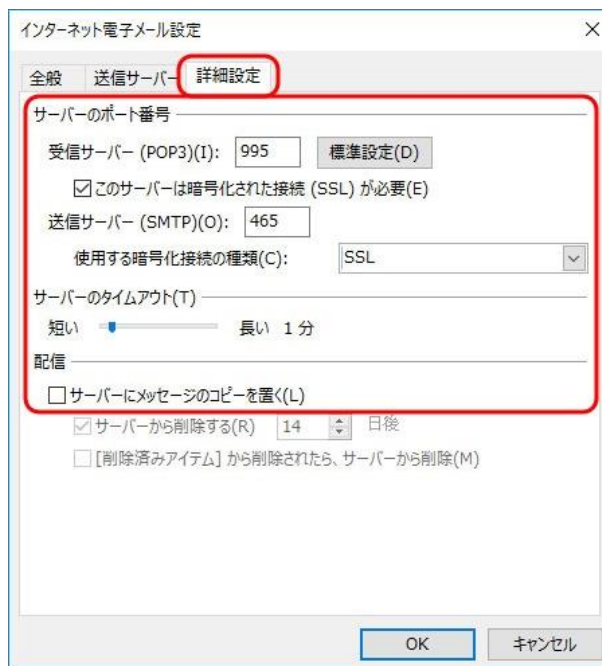 インターネット電子メール設定
全般 送信サーバー 詳細設定
サーバーのポート番号
受信サーバー (POP3)(I): 995 標準設定(D)
このサーバーは暗号化された接続 (SSL) が必要(E)
送信サーバー (SMTP)(O): 465
使用する暗号化接続の種類(C): SSL
サーバーのタイムアウト(T)
短い 長い 1 分
配信
サーバーにメッセージのコピーを置く(L)
サーバーから削除する(R) 14 日後
[削除済みアイテム] から削除されたら、サーバーから削除(M)
OK キャンセル